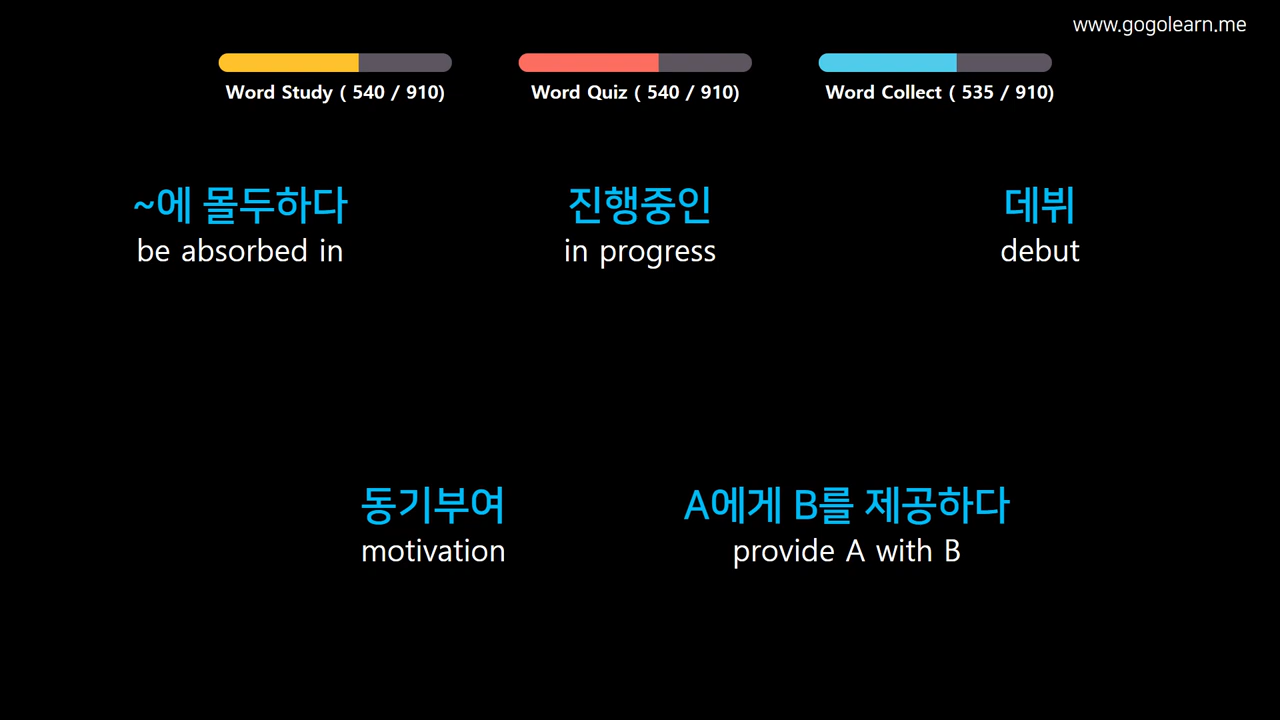 www.gogolearn.me
Word Study ( 540 / 910)
Word Quiz ( 540 / 910)
Word Collect ( 535 / 910)
~에 몰두하다
be absorbed in
진행중인
in progress
데뷔
debut
동기부여
motivation
A에게 B를 제공하다
provide A with B